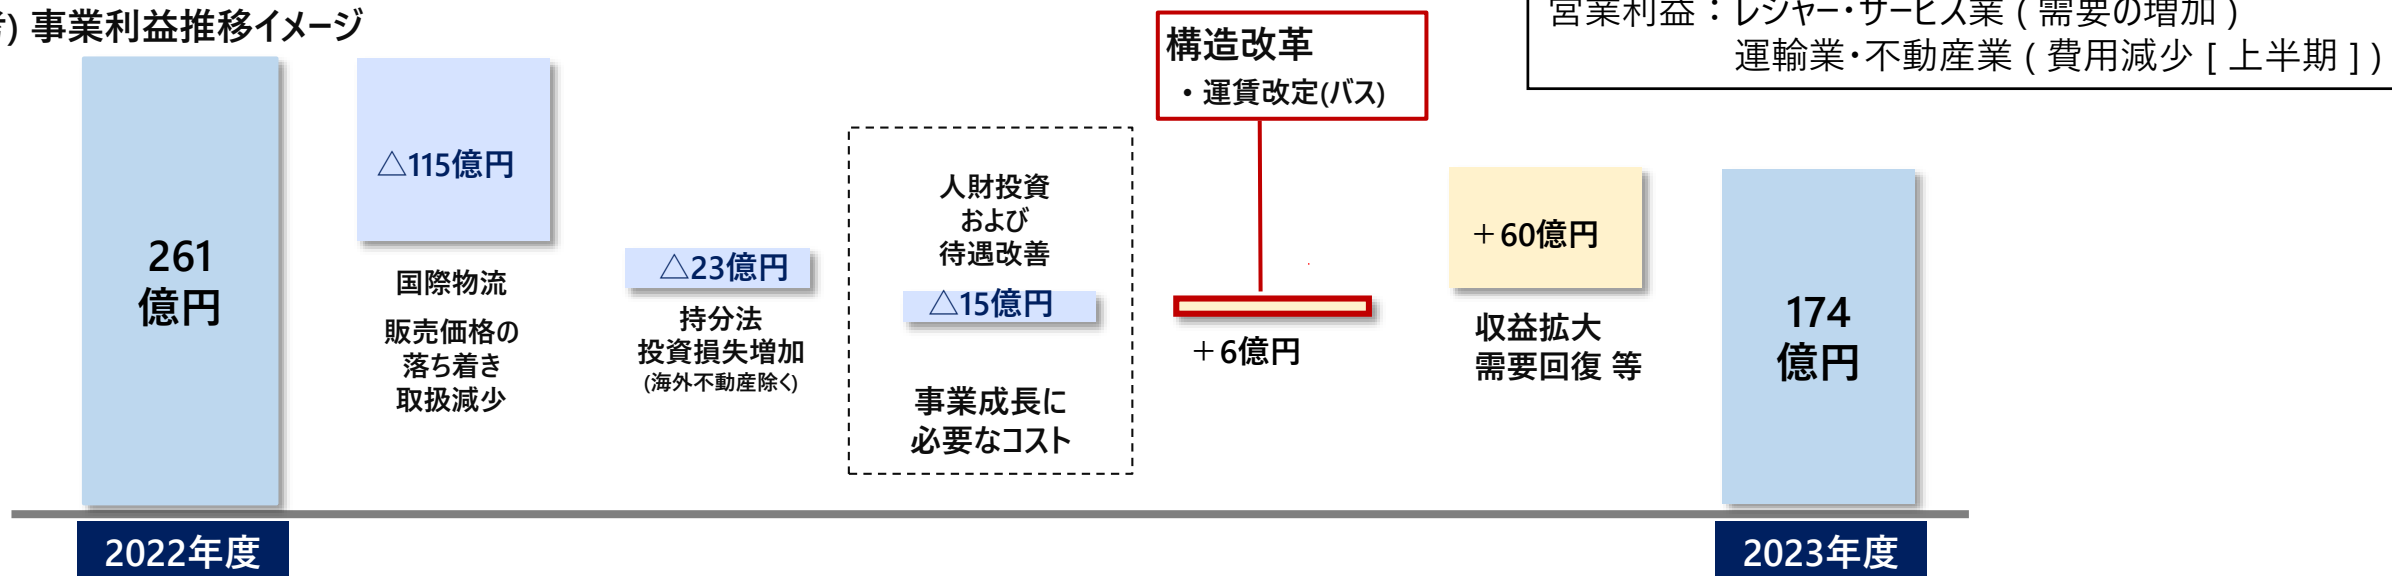 考) 事業利益推移イメージ
営業利益：レジャー・サービス業 ( 需要の増加 )
運輸業・不動産業 ( 費用減少 [ 上半期 ] )
構造改革
・運賃改定(バス)
261
億円
△115億円
国際物流
販売価格の
落ち着き
取扱減少
△23億円
持分法
投資損失増加
(海外不動産除く)
人財投資
および
待遇改善
△15億円
事業成長に
必要なコスト
＋6億円
＋60億円
収益拡大
需要回復 等
174
億円
2022年度
2023年度